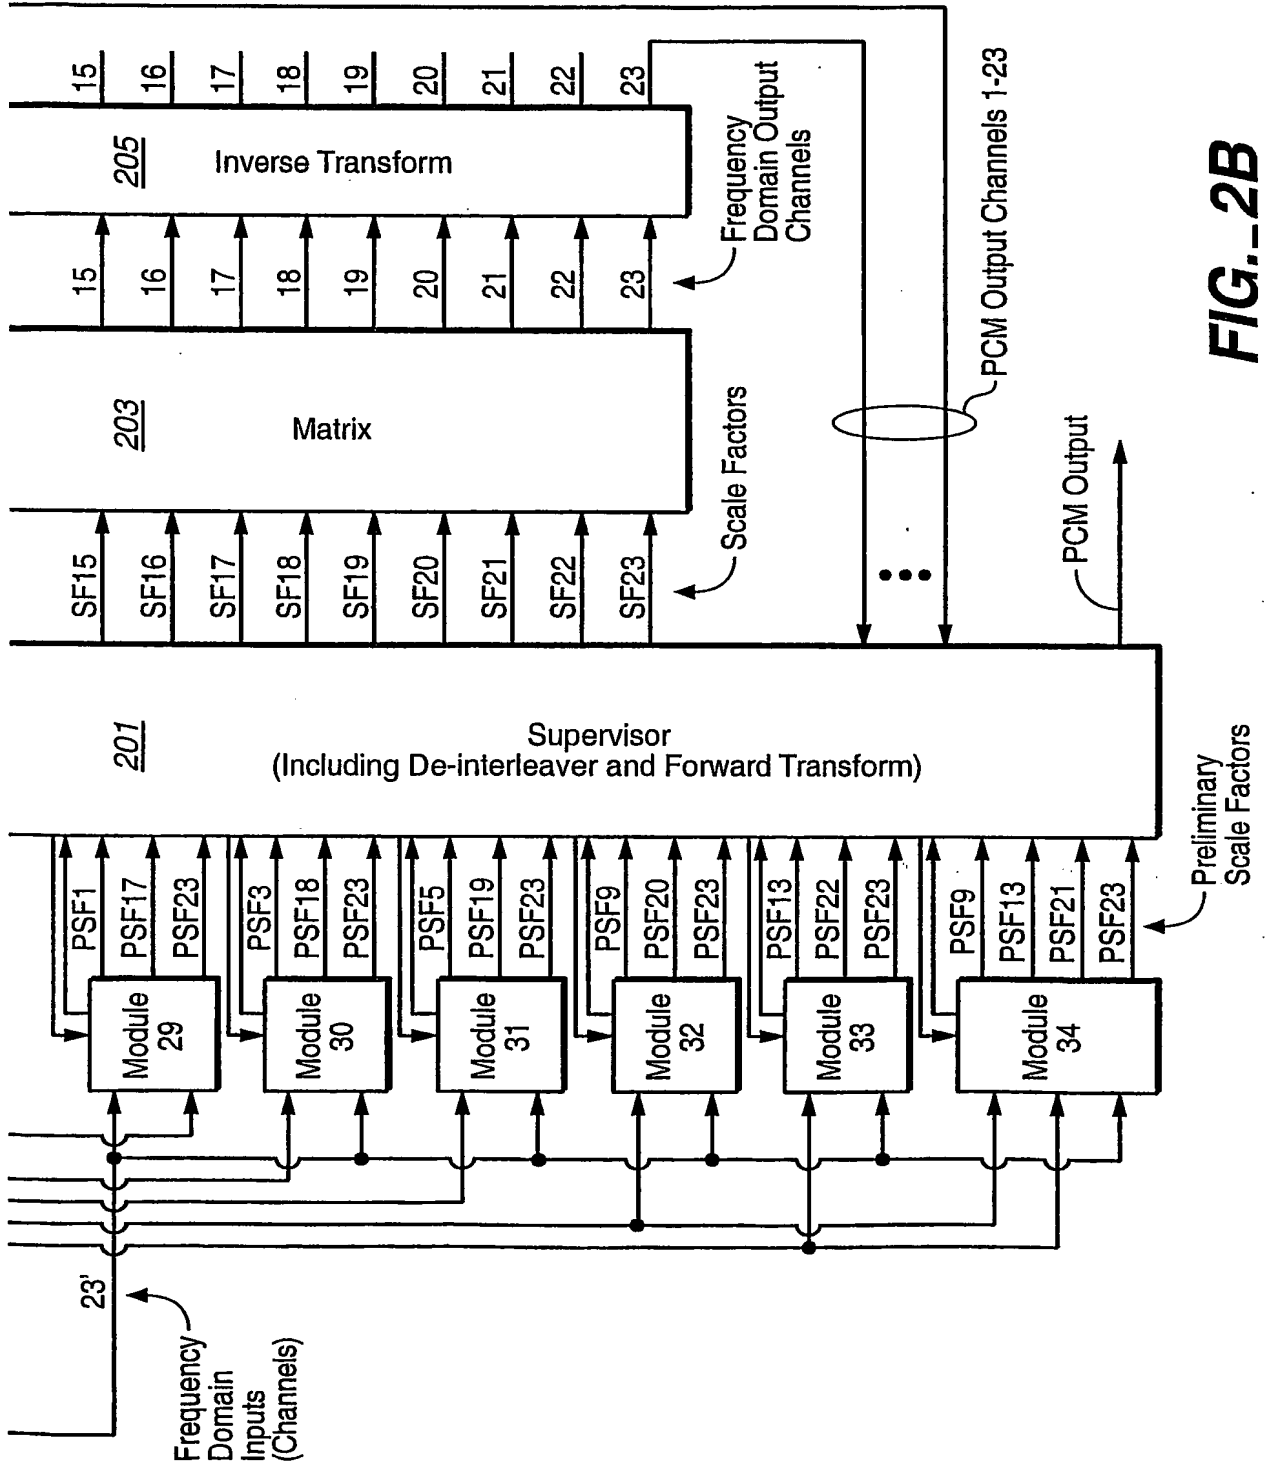 15
16
17
18
19
20
21
22
23
205
Inverse Transform
15
16
17
18
19
20
21
22
23
Frequency
Domain Output
Channels
203
Matrix
SF15
SF16
SF17
SF18
SF19
SF20
SF21
SF22
SF23
Scale Factors
PCM Output Channels 1-23
PCM Output
201
Supervisor
(Including De-interleaver and Forward Transform)
PSF1
PSF17
PSF23
PSF3
PSF18
PSF23
PSF5
PSF19
PSF23
PSF9
PSF20
PSF23
PSF13
PSF22
PSF23
PSF9
PSF13
PSF21
PSF23
Preliminary
Scale Factors
Module
29
Module
30
Module
31
Module
32
Module
33
Module
34
23'
Frequency
Domain
Inputs
(Channels)
FIG._2B